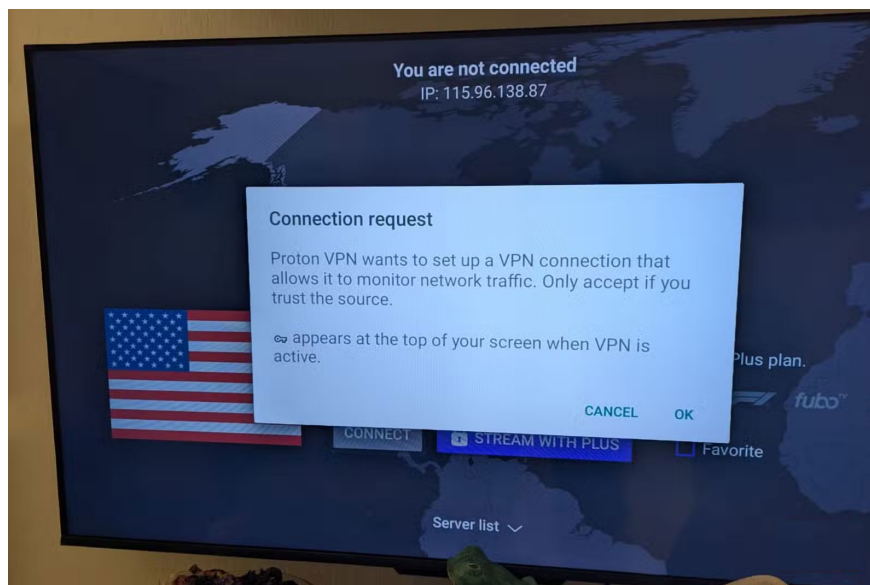 You are not connected
IP: 115.96.138.87
Connection request
Proton VPN wants to set up a VPN connection that
allows it to monitor network traffic. Only accept if you
trust the source.
appears at the top of your screen when VPN is
active.
Plus plan.
fubo TV
CANCEL OK
CONNECT
STREAM WITH PLUS
Favorite
Server list